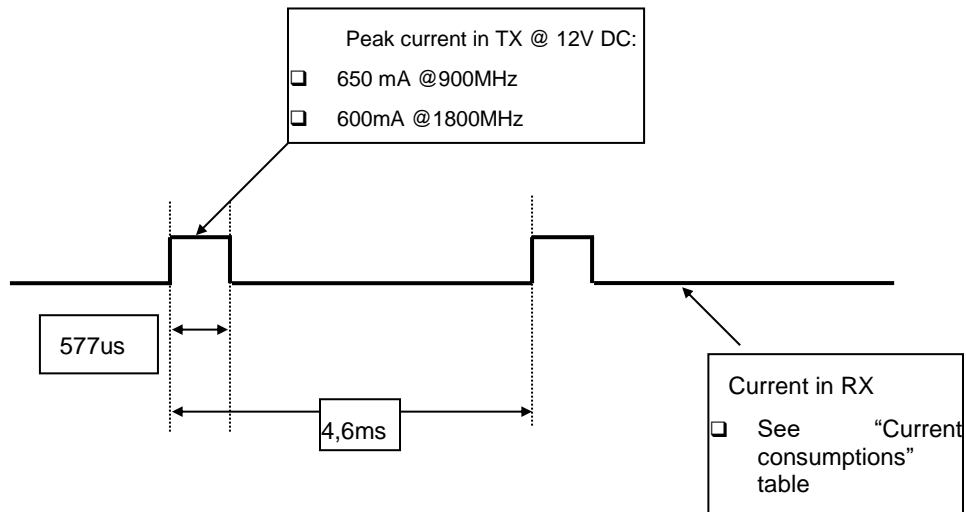 Peak current in TX @ 12V DC:
❑ 650 mA @900MHz
❑ 600mA @1800MHz
577us
4,6ms
Current in RX
❑ See “Current
consumptions”
table